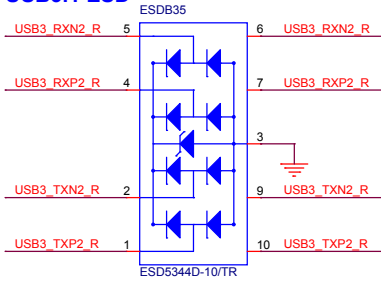 ESDB35
USB3_RXN2_R 5 6 USB3_RXN2_R
USB3_RXP2_R 4 7 USB3_RXP2_R
3
USB3_TXN2_R 2 9 USB3_TXN2_R
USB3_TXP2_R 1 10 USB3_TXP2_R
ESD5344D-10/TR